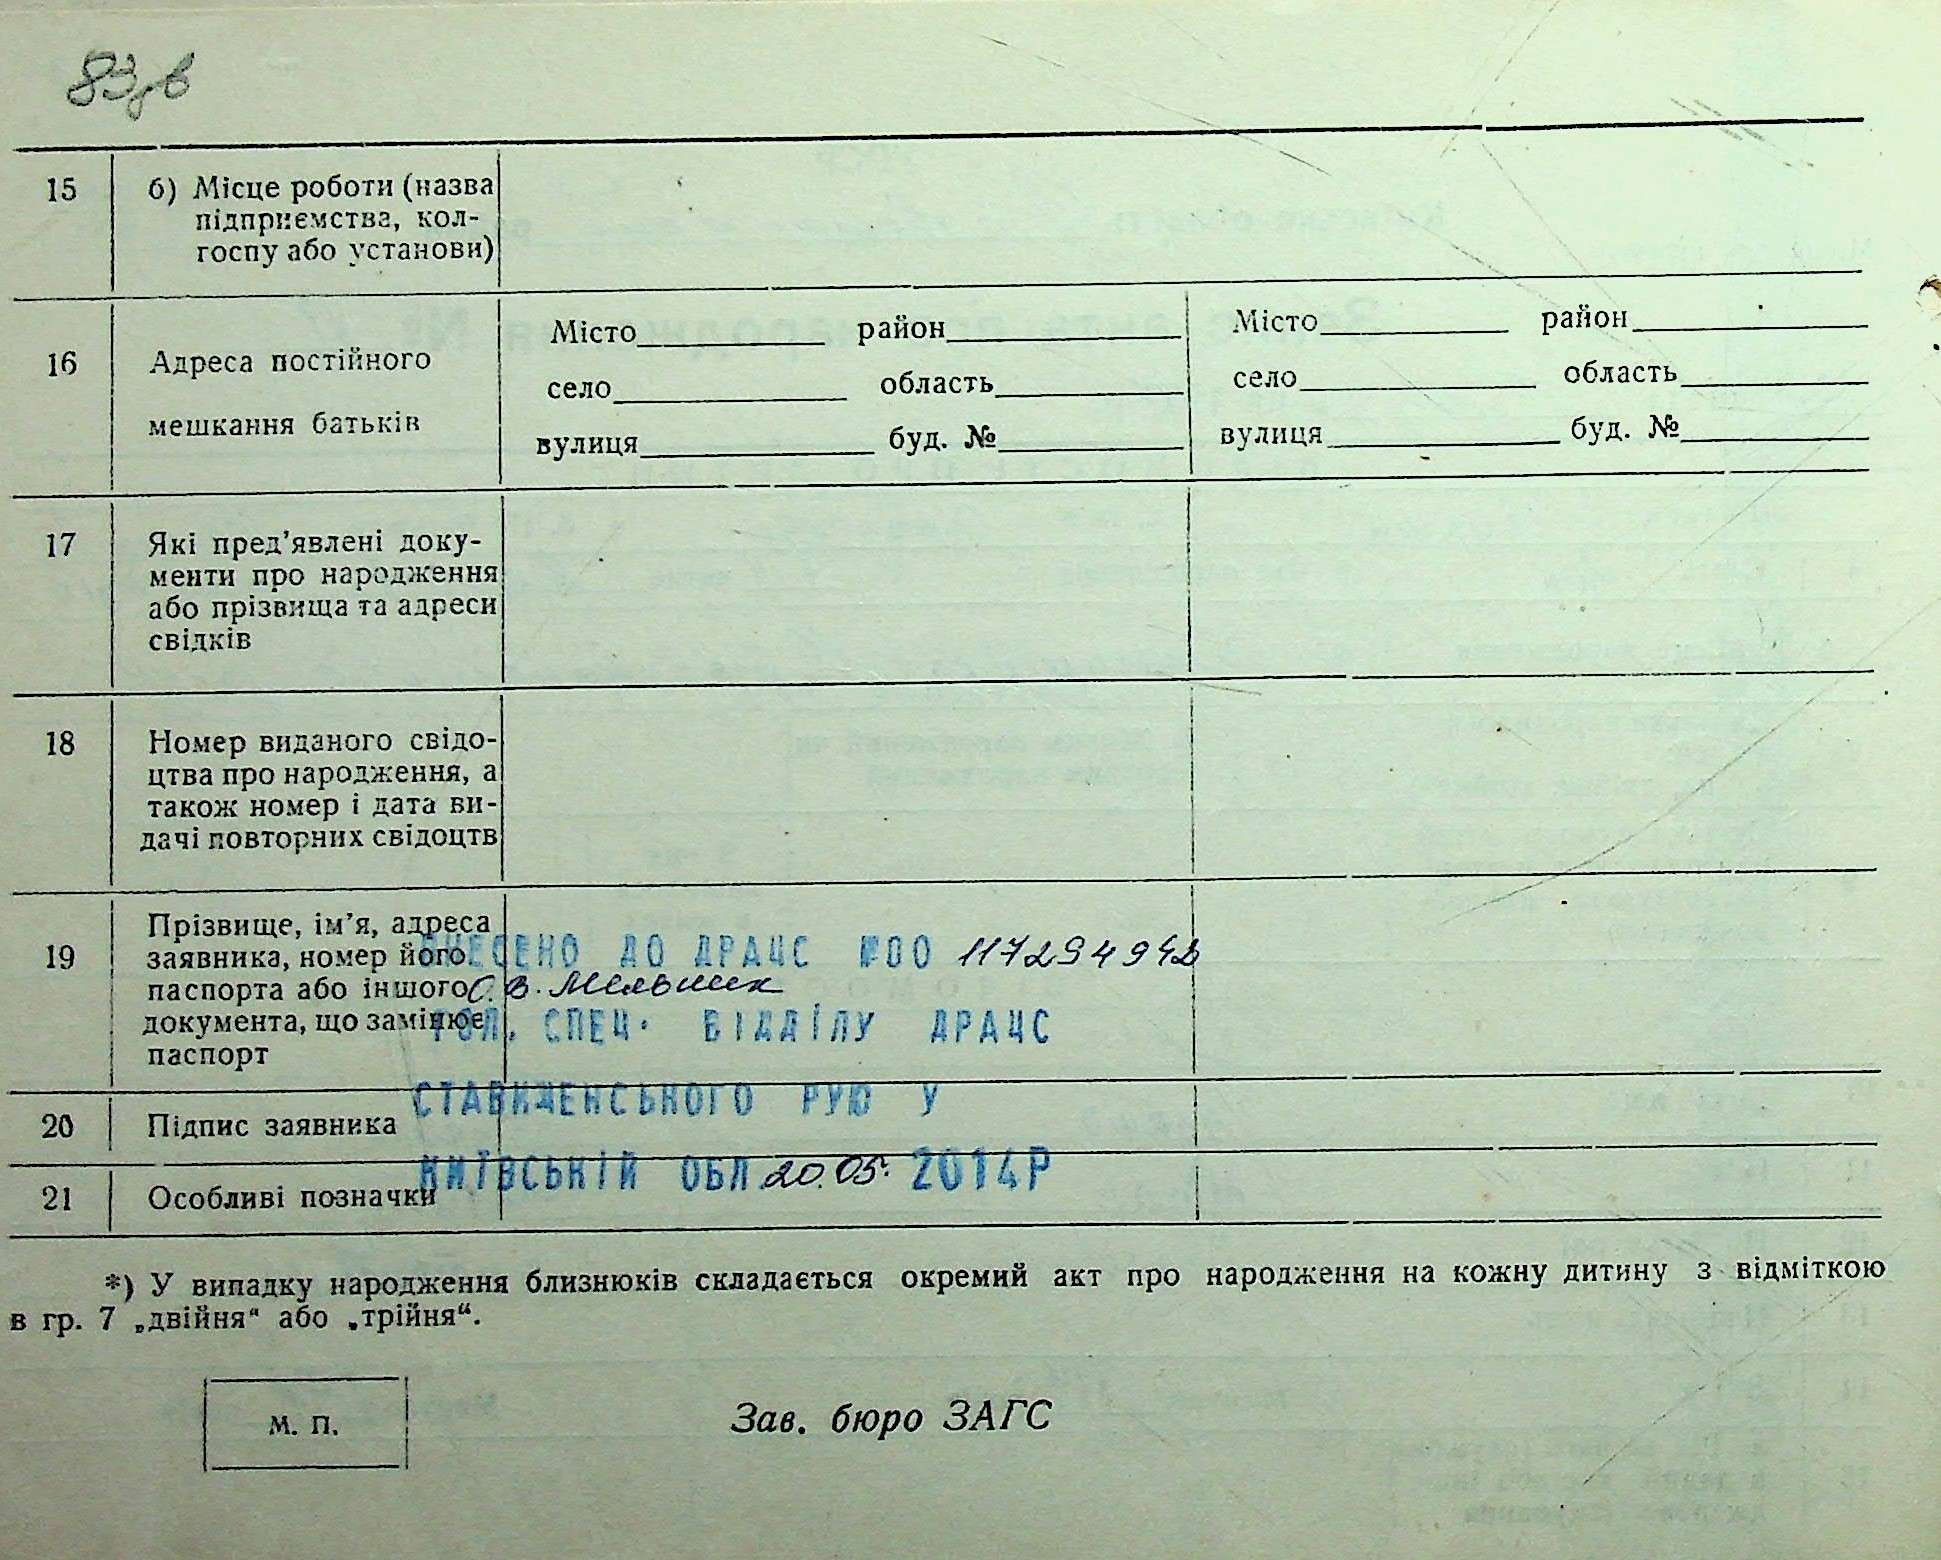 83зв
15 б) Місце роботи (назва
підприємства, кол-
госпу або установи)
16 Адреса постійного
мешкання батьків
Місто район
село область
вулиця буд. №
Місто район
село область
вулиця буд. №
17 Які пред'явлені доку-
менти про народження
або прізвища та адреси
свідків
18 Номер виданого свідо-
цтва про народження, а
також номер і дата ви-
дачі повторних свідоцтв
19 Прізвище, ім'я, адреса
заявника, номер його
паспорта або іншого
документа, що замінює
паспорт
ВНЕСЕНО ДО ДРАЦС №00
С.В. Мельник
ГОЛ. СПЕЦ. ВІДДІЛУ ДРАЦС
СТАВИЩЕНСЬКОГО РУЮ У
КИЇВСЬКІЙ ОБЛ. 20.05. 2014Р
20 Підпис заявника
21 Особливі позначки
*) У випадку народження близнюків складається окремий акт про народження на кожну дитину з відміткою
в гр. 7 „двійня“ або „трійня“.
М. П.
Зав. бюро ЗАГС